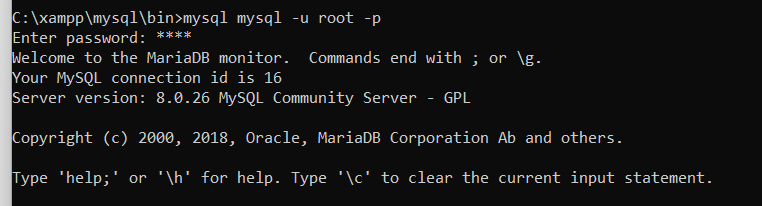 C:\xampp\mysql\bin>mysql mysql -u root -p
Enter password: ****
Welcome to the MariaDB monitor.  Commands end with ; or \g.
Your MySQL connection id is 16
Server version: 8.0.26 MySQL Community Server - GPL
Copyright (c) 2000, 2018, Oracle, MariaDB Corporation Ab and others.
Type 'help;' or '\h' for help. Type '\c' to clear the current input statement.